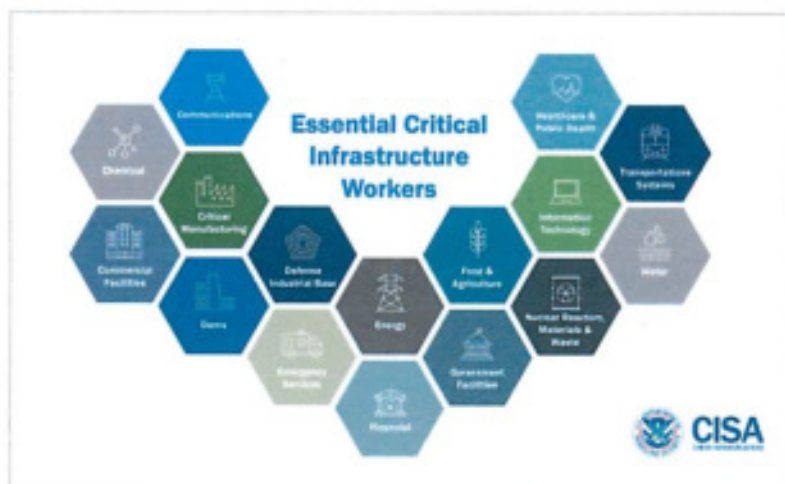 Essential Critical
Infrastructure
Workers
Communications
Chemical
Critical
Manufacturing
Commercial
Facilities
Dams
Defense
Industrial Base
Emergency
Services
Energy
Financial
Food &
Agriculture
Government
Facilities
Healthcare &
Public Health
Information
Technology
Nuclear Reactors,
Materials &
Waste
Transportations
Systems
Water
CISA